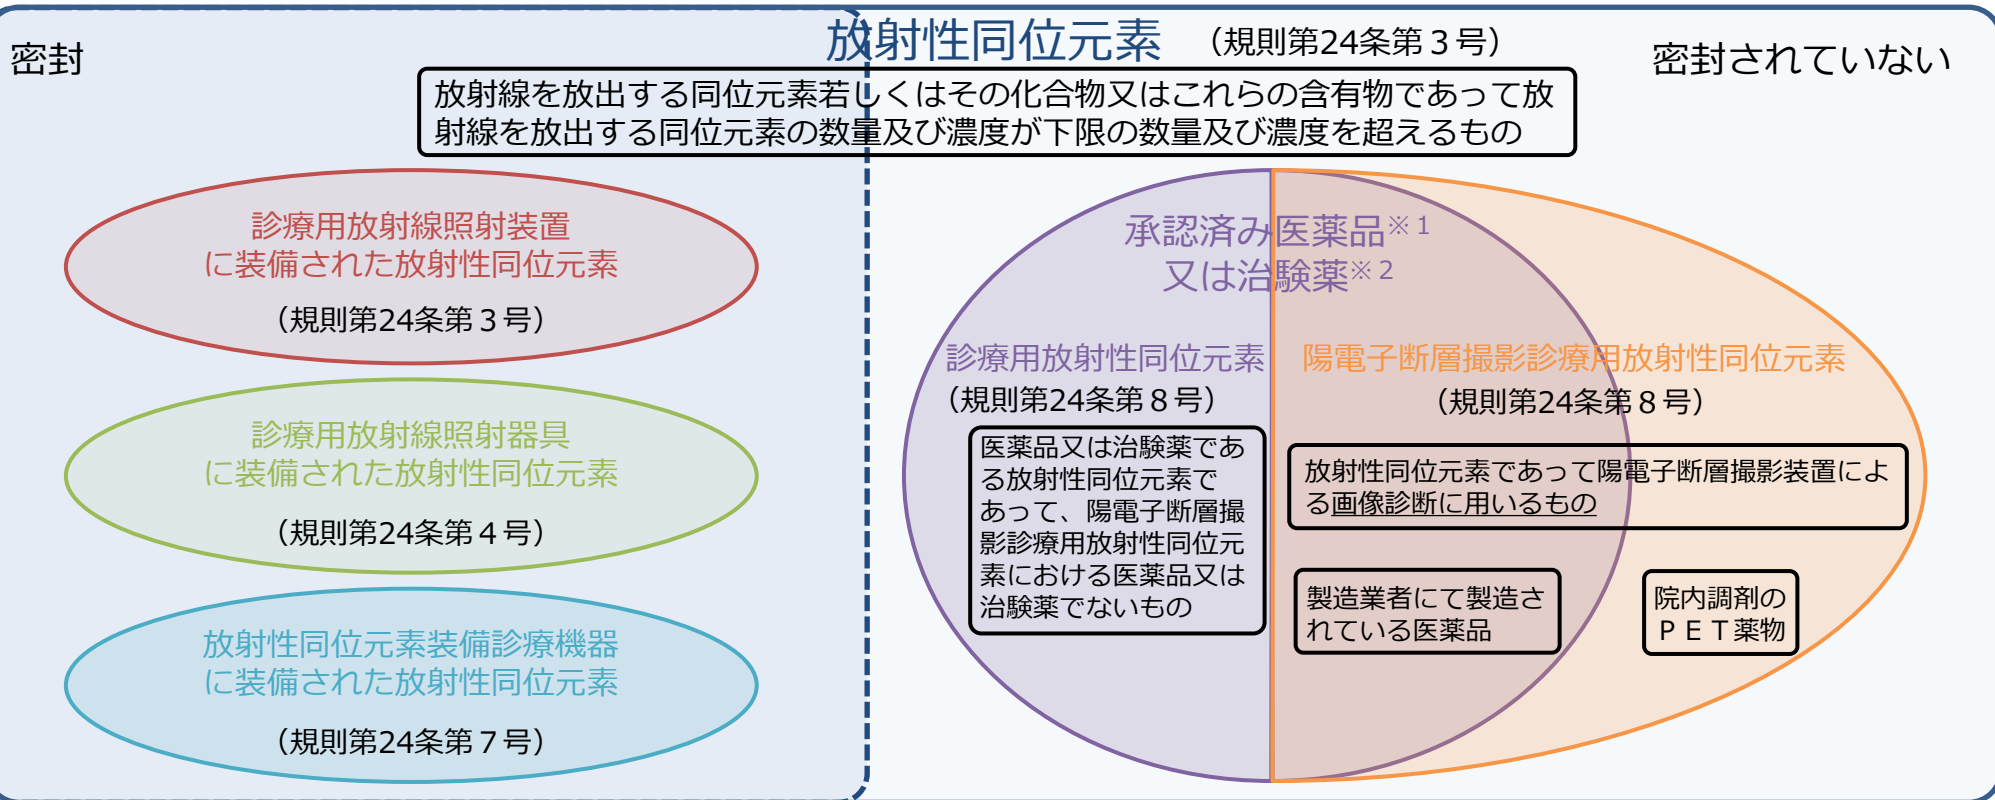 放射性同位元素 （規則第24条第３号）
密封
密封されていない
放射線を放出する同位元素若しくはその化合物又はこれらの含有物であって放
射線を放出する同位元素の数量及び濃度が下限の数量及び濃度を超えるもの
診療用放射線照射装置
に装備された放射性同位元素
（規則第24条第３号）
診療用放射線照射器具
に装備された放射性同位元素
（規則第24条第４号）
放射性同位元素装備診療機器
に装備された放射性同位元素
（規則第24条第７号）
承認済み医薬品※１
又は治験薬※２
診療用放射性同位元素
（規則第24条第８号）
医薬品又は治験薬であ
る放射性同位元素で
あって、陽電子断層撮
影診療用放射性同位元
素における医薬品又は
治験薬でないもの
陽電子断層撮影診療用放射性同位元素
（規則第24条第８号）
放射性同位元素であって陽電子断層撮影装置によ
る画像診断に用いるもの
製造業者にて製造さ
れている医薬品
院内調剤の
ＰＥＴ薬物